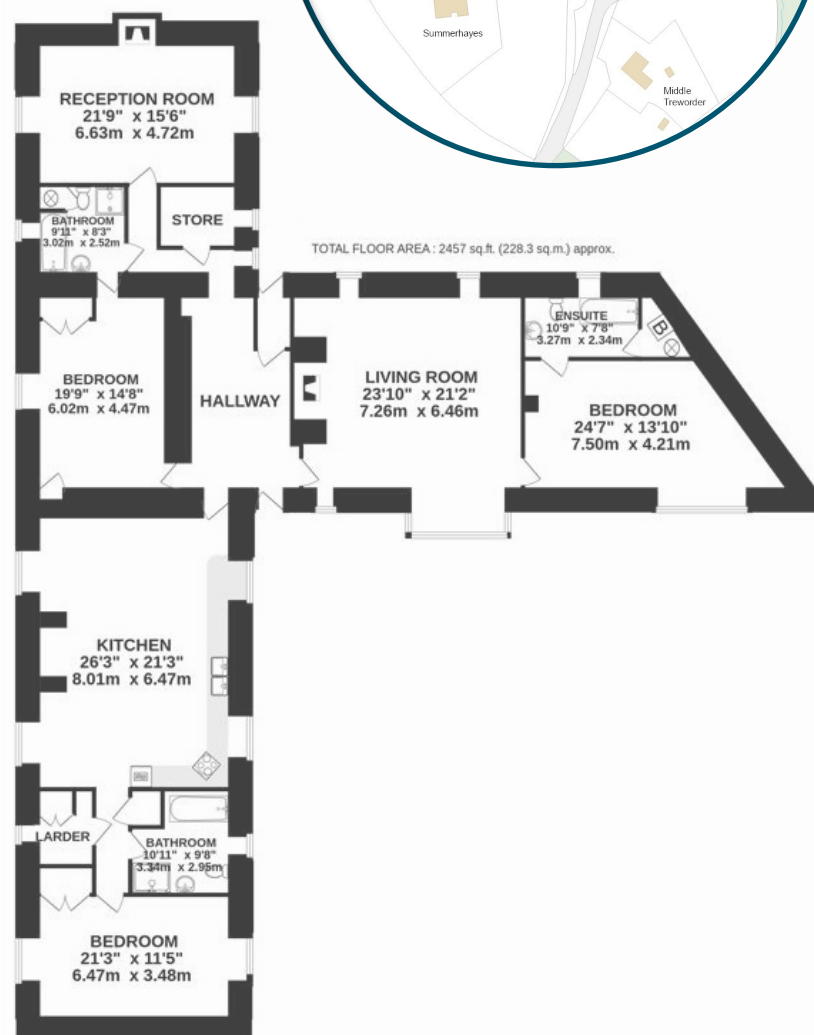 Summerhayes
Middle
Treworder
RECEPTION ROOM
21'9" x 15'6"
6.63m x 4.72m
BATHROOM
9'11" x 8'3"
3.02m x 2.52m
STORE
TOTAL FLOOR AREA : 2457 sq.ft. (228.3 sq.m.) approx.
BEDROOM
19'9" x 14'8"
6.02m x 4.47m
HALLWAY
LIVING ROOM
23'10" x 21'2"
7.26m x 6.46m
ENSUITE
10'9" x 7'8"
3.27m x 2.34m
B
BEDROOM
24'7" x 13'10"
7.50m x 4.21m
KITCHEN
26'3" x 21'3"
8.01m x 6.47m
LARDER
BATHROOM
10'11" x 9'8"
3.34m x 2.95m
BEDROOM
21'3" x 11'5"
6.47m x 3.48m